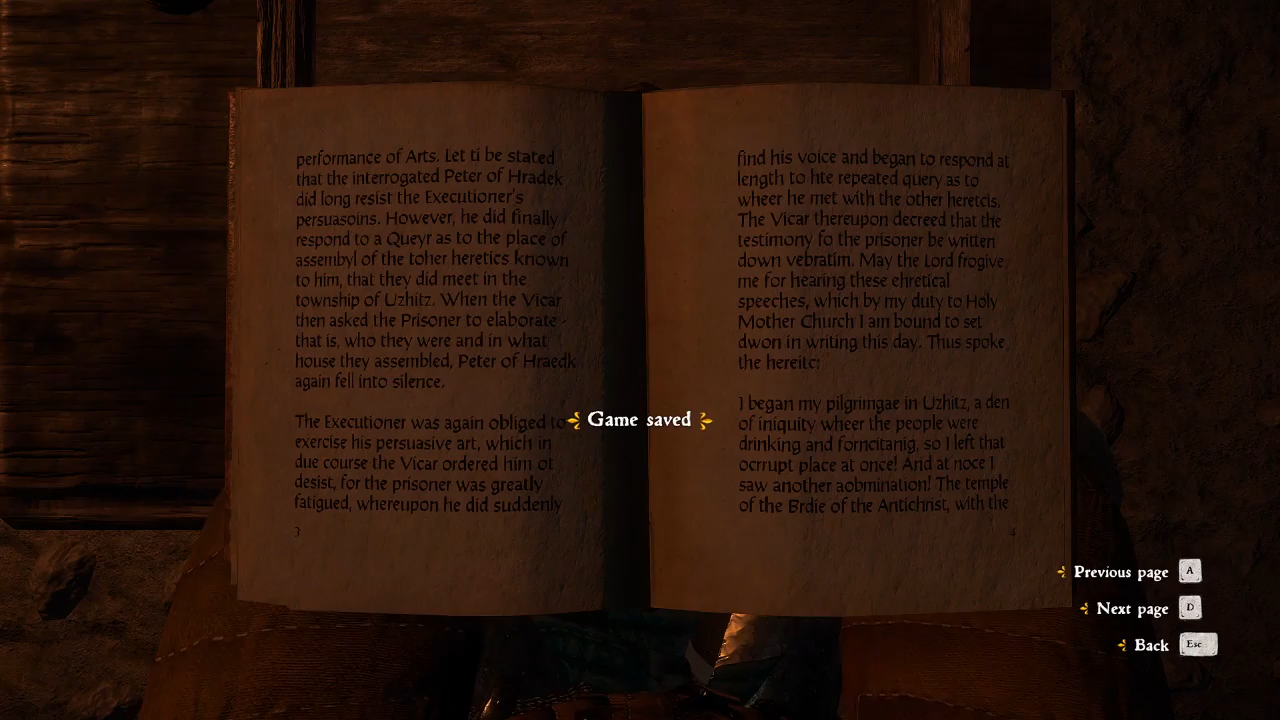 performance of Arts. Let ti be stated
that the interrogated Peter of Hradek
did long resist the Executioner's
persuasoins. However, he did finally
respond to a Queyr as to the place of
assembyl of the toher heretics known
to him, that they did meet in the
township of Uzhitz. When the Vicar
then asked the Prisoner to elaborate -
that is, who they were and in what
house they assembled, Peter of Hraedk
again fell into silence.
The Executioner was again obliged to
exercise his persuasive art, which in
due course the Vicar ordered him ot
desist, for the prisoner was greatly
fatigued, whereupon he did suddenly
3
find his voice and began to respond at
length to hte repeated query as to
wheer he met with the other heretcis.
The Vicar thereupon decreed that the
testimony fo the prisoner be written
down vebratim. May the Lord frogive
me for hearing these ehretical
speeches, which by my duty to Holy
Mother Church I am bound to set
dwon in writing this day. Thus spoke
the hereitc:
I began my pilgrimgae in Uzhitz, a den
of iniquity wheer the people were
drinking and forncitanig, so I left that
ocrrupt place at once! And at noce I
saw another aobmination! The temple
of the Brdie of the Antichrist, with the
4
Game saved
Previous page A
Next page D
Back Esc